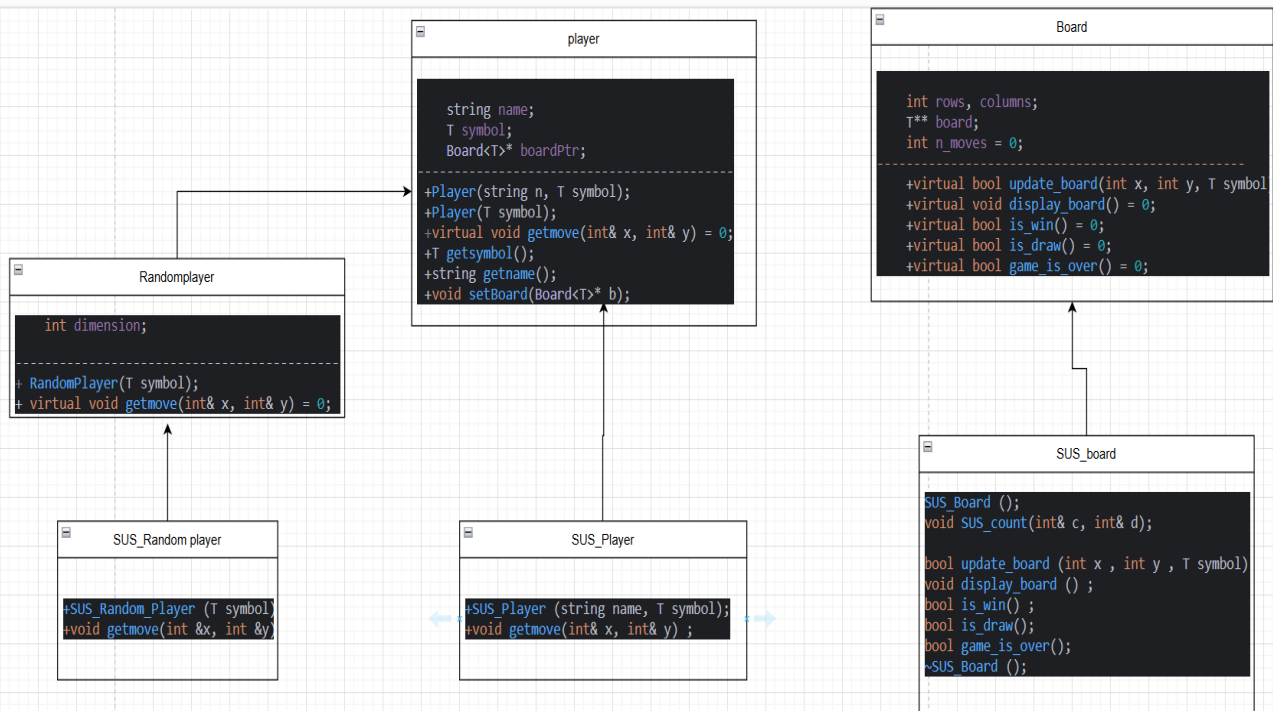 player
string name;
T symbol;
Board<T>* boardPtr;
+Player(string n, T symbol);
+Player(T symbol);
+virtual void getmove(int& x, int& y) = 0;
+T getsymbol();
+string getname();
+void setBoard(Board<T>* b);
Board
int rows, columns;
T** board;
int n_moves = 0;
+virtual bool update_board(int x, int y, T symbol
+virtual void display_board() = 0;
+virtual bool is_win() = 0;
+virtual bool is_draw() = 0;
+virtual bool game_is_over() = 0;
Randomplayer
int dimension;
+ RandomPlayer(T symbol);
+ virtual void getmove(int& x, int& y) = 0;
SUS_Random player
+SUS_Random_Player (T symbol)
+void getmove(int &x, int &y)
SUS_Player
+SUS_Player (string name, T symbol);
+void getmove(int& x, int& y) ;
SUS_board
SUS_Board ();
void SUS_count(int& c, int& d);
bool update_board (int x , int y , T symbol)
void display_board () ;
bool is_win() ;
bool is_draw();
bool game_is_over();
~SUS_Board ();